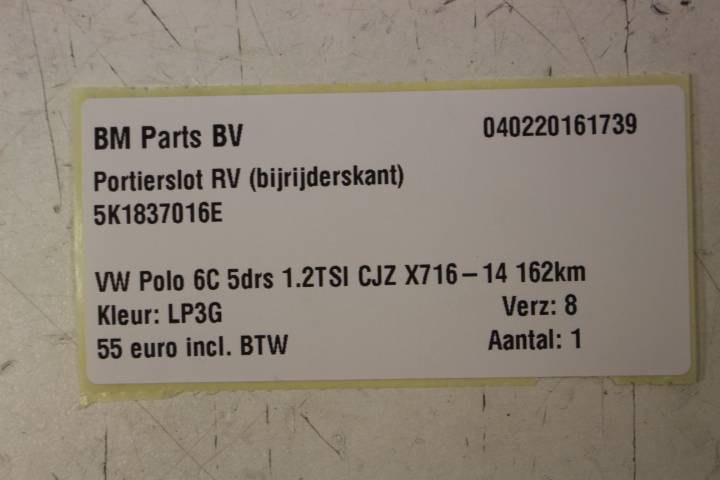 BM Parts BV 040220161739
Portierslot RV (bijrijderskant)
5K1837016E
VW Polo 6C 5drs 1.2TSI CJZ X716-14 162km
Kleur: LP3G Verz: 8
55 euro incl. BTW Aantal: 1